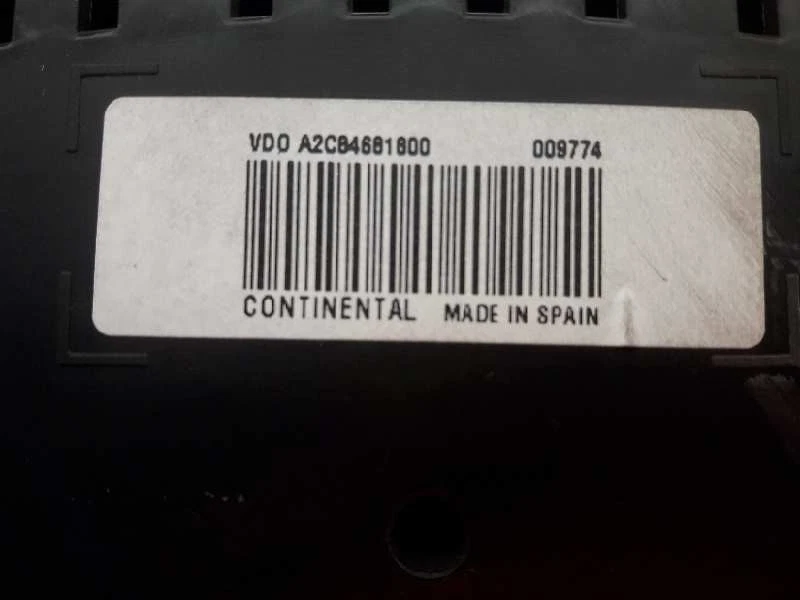 VDO A2C84681800 009774
CONTINENTAL MADE IN SPAIN